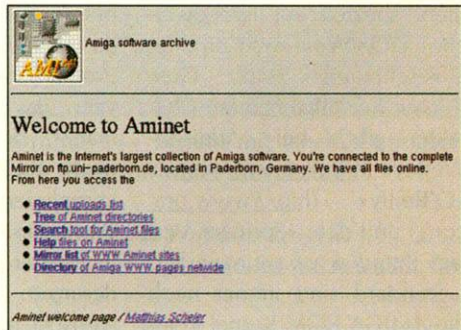 AMI
Amiga software archive
Welcome to Aminet
Aminet is the Internet's largest collection of Amiga software. You're connected to the complete
Mirror on ftp.uni-paderborn.de, located in Paderborn, Germany. We have all files online.
From here you access the
Recent uploads list
Tree of Aminet directories
Search tool for Aminet files
Help files on Aminet
Mirror list of WWW Aminet sites
Directory of Amiga WWW pages netwide
Aminet welcome page / Matthias Scheler